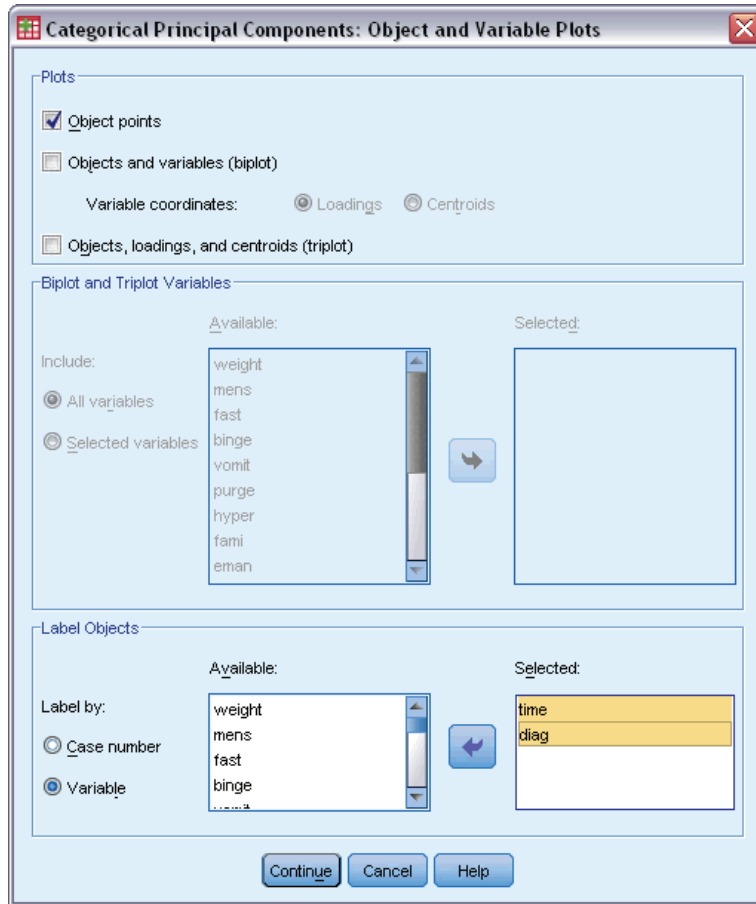 Categorical Principal Components: Object and Variable Plots
Plots
Object points
Objects and variables (biplot)
Variable coordinates: Loadings Centroids
Objects, loadings, and centroids (triplot)
Biplot and Triplot Variables
Available: Selected:
Include:
All variables
Selected variables
weight
mens
fast
binge
vomit
purge
hyper
fami
eman
Label Objects
Available: Selected:
Label by:
Case number
Variable
weight
mens
fast
binge
time
diag
Continue Cancel Help